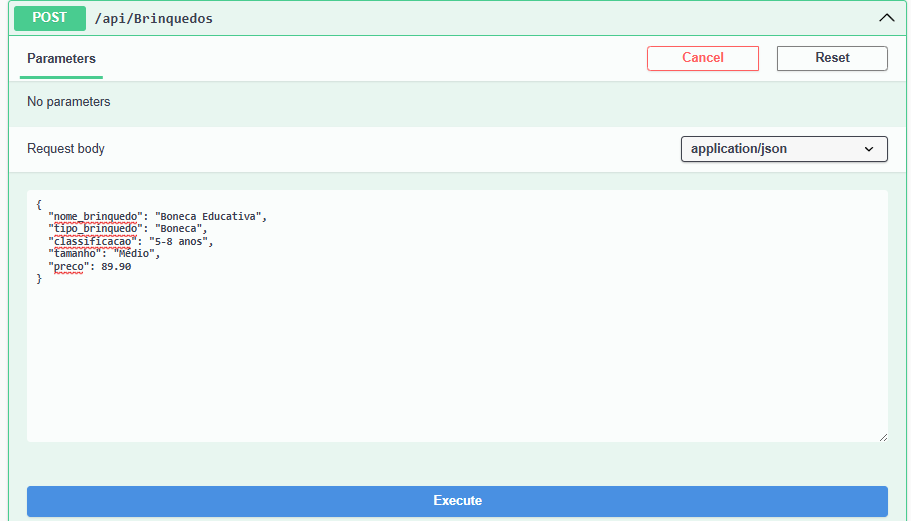 POST /api/Brinquedos
Parameters
Cancel
Reset
No parameters
Request body
application/json
{
"nome_brinquedo": "Boneca Educativa",
"tipo_brinquedo": "Boneca",
"classificacao": "5-8 anos",
"tamanho": "Médio",
"preco": 89.90
}
Execute